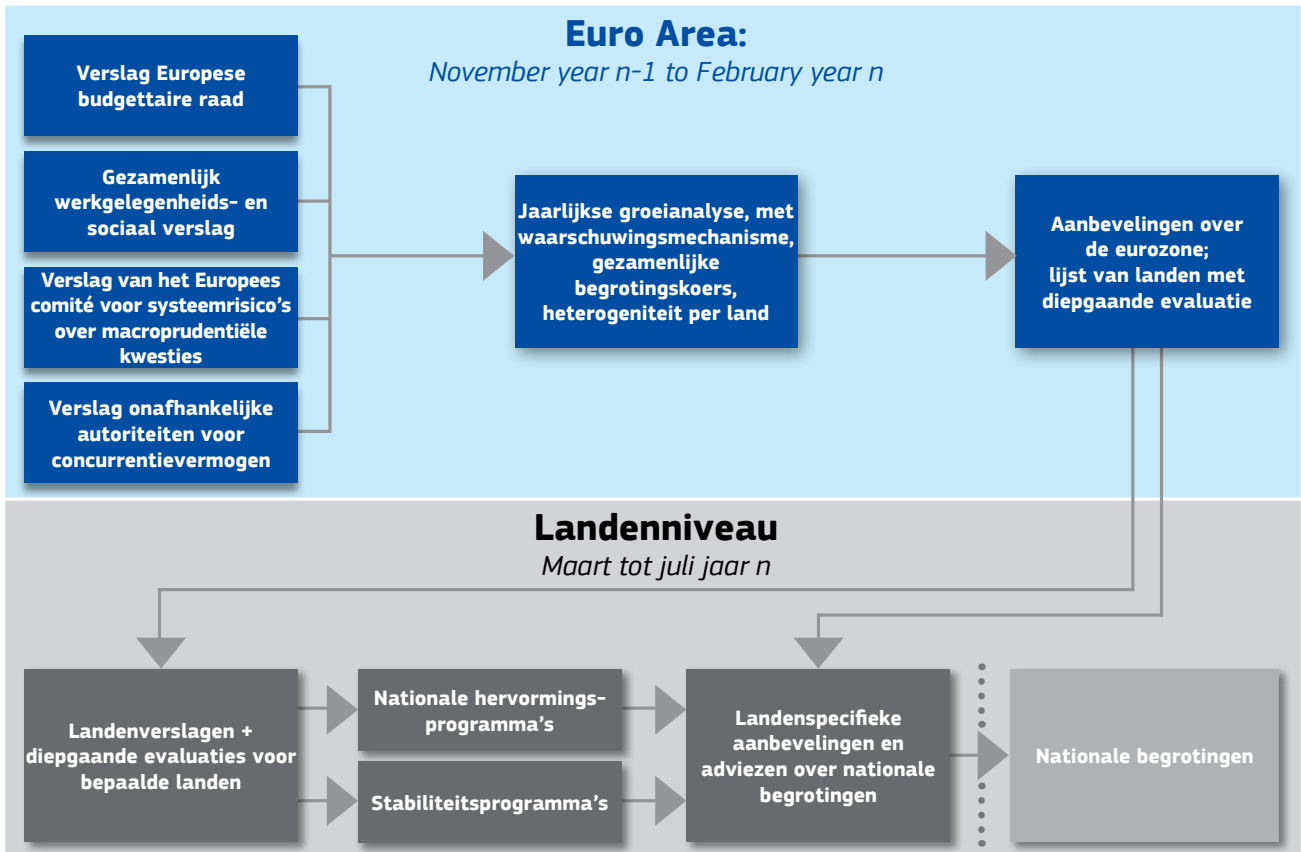 Euro Area:
November year n-1 to February year n
Verslag Europese
budgettaire raad
Gezamenlijk
werkgelegenheids- en
sociaal verslag
Verslag van het Europees
comité voor systeemrisico's
over macroprudentiële
kwesties
Verslag onafhankelijke
autoriteiten voor
concurrentievermogen
Jaarlijkse groeianalyse, met
waarschuwingsmechanisme,
gezamenlijke
begrotingskoers,
heterogeniteit per land
Aanbevelingen over
de eurozone;
lijst van landen met
diepgaande evaluatie
Landenniveau
Maart tot juli jaar n
Landenverslagen +
diepgaande evaluaties voor
bepaalde landen
Nationale hervormings-
programma's
Stabiliteitsprogramma's
Landenspecifieke
aanbevelingen en
adviezen over nationale
begrotingen
Nationale begrotingen